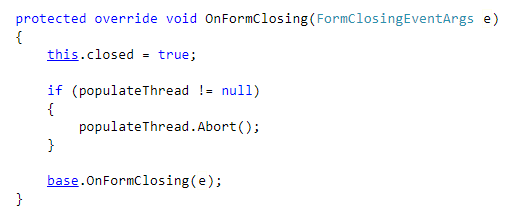 protected override void OnFormClosing(FormClosingEventArgs e)
{
    this.closed = true;
    if (populateThread != null)
    {
        populateThread.Abort();
    }
    base.OnFormClosing(e);
}